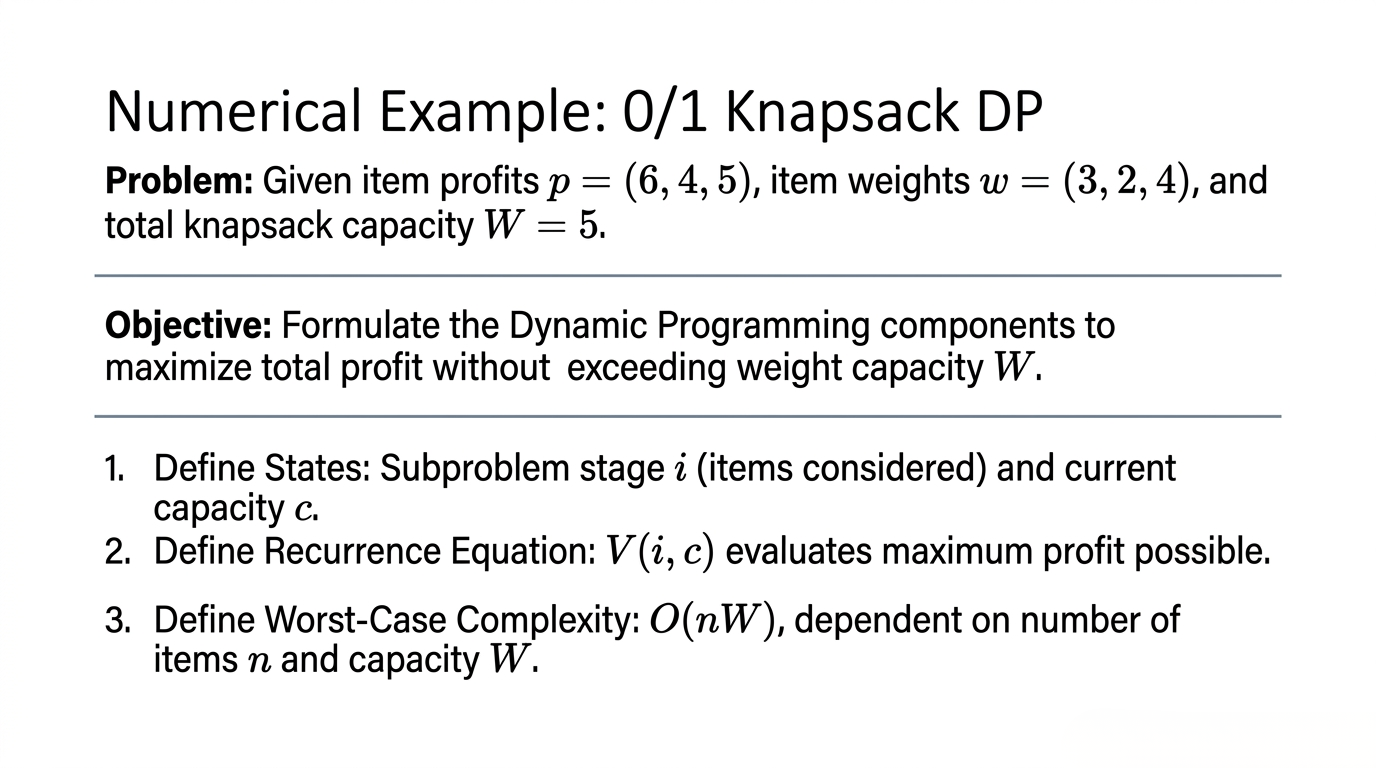 Numerical Example: 0/1 Knapsack DP
Problem: Given item profits p = (6, 4, 5), item weights w = (3, 2, 4), and
total knapsack capacity W = 5.
Objective: Formulate the Dynamic Programming components to
maximize total profit without exceeding weight capacity W.
1. Define States: Subproblem stage i (items considered) and current
capacity c.
2. Define Recurrence Equation: V(i, c) evaluates maximum profit possible.
3. Define Worst-Case Complexity: O(nW), dependent on number of
items n and capacity W.